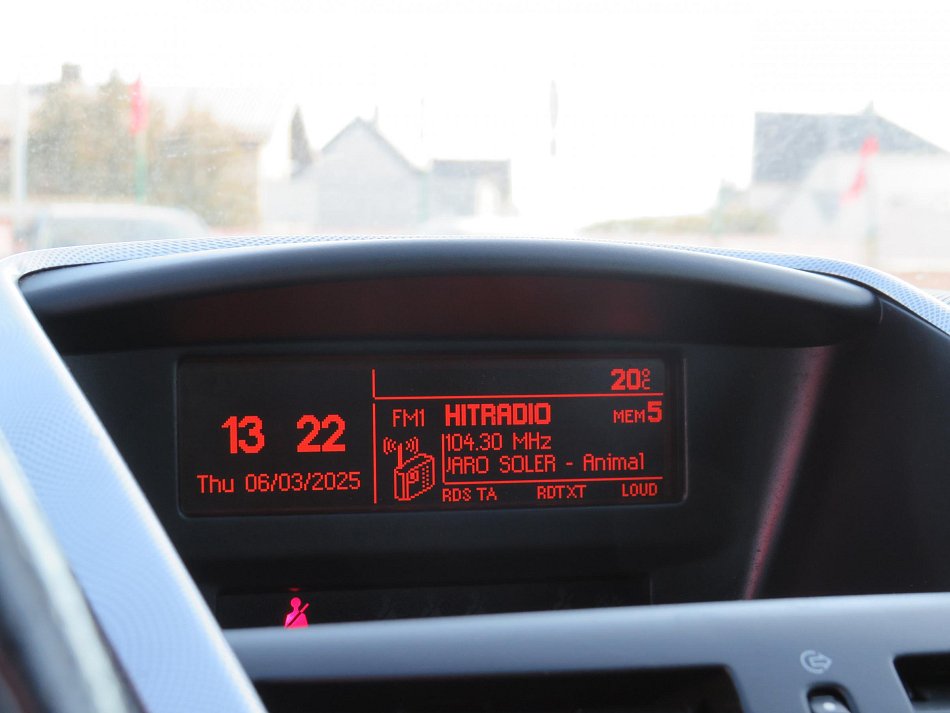 20°C
13 22
Thu 06/03/2025
FM1 HITRADIO MEM5
104.30 MHz
JARO SOLER - Animal
RDS TA RDTXT LOUD